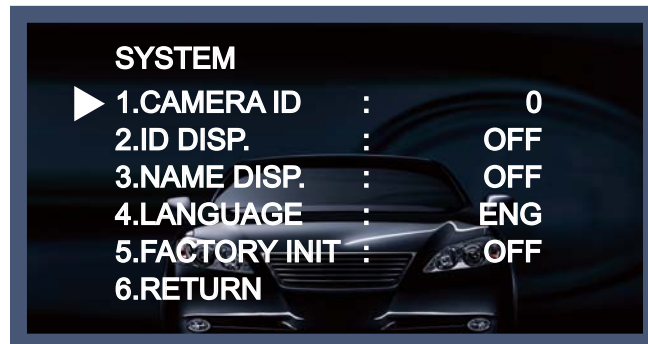 SYSTEM
1.CAMERA ID : 0
2.ID DISP. : OFF
3.NAME DISP. : OFF
4.LANGUAGE : ENG
5.FACTORY INIT : OFF
6.RETURN